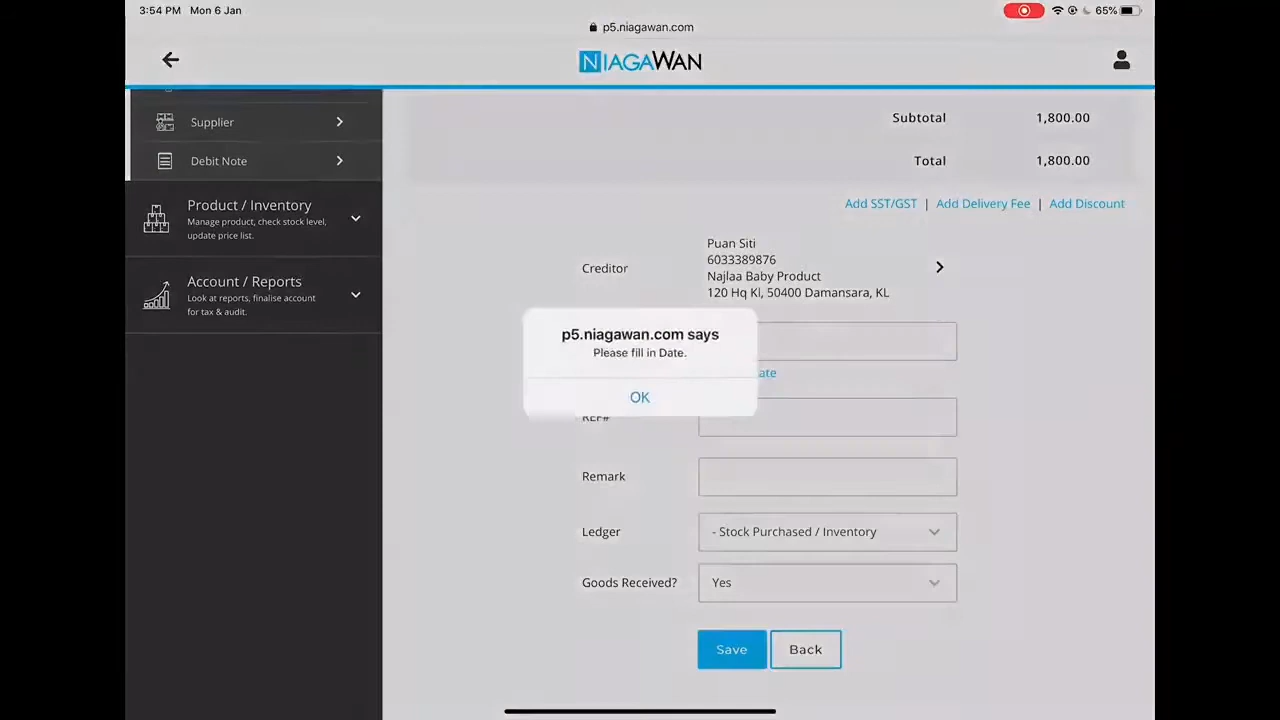 3:54 PM Mon 6 Jan
65%
p5.niagawan.com
NIAGAWAN
Supplier
Debit Note
Product / Inventory
Manage product, check stock level,
update price list.
Account / Reports
Look at reports, finalise account
for tax & audit.
Subtotal 1,800.00
Total 1,800.00
Add SST/GST | Add Delivery Fee | Add Discount
Creditor
Puan Siti
6033389876
Najlaa Baby Product
120 Hq Kl, 50400 Damansara, KL
p5.niagawan.com says
Please fill in Date.
OK
ate
REF#
Remark
Ledger
- Stock Purchased / Inventory
Goods Received?
Yes
Save
Back